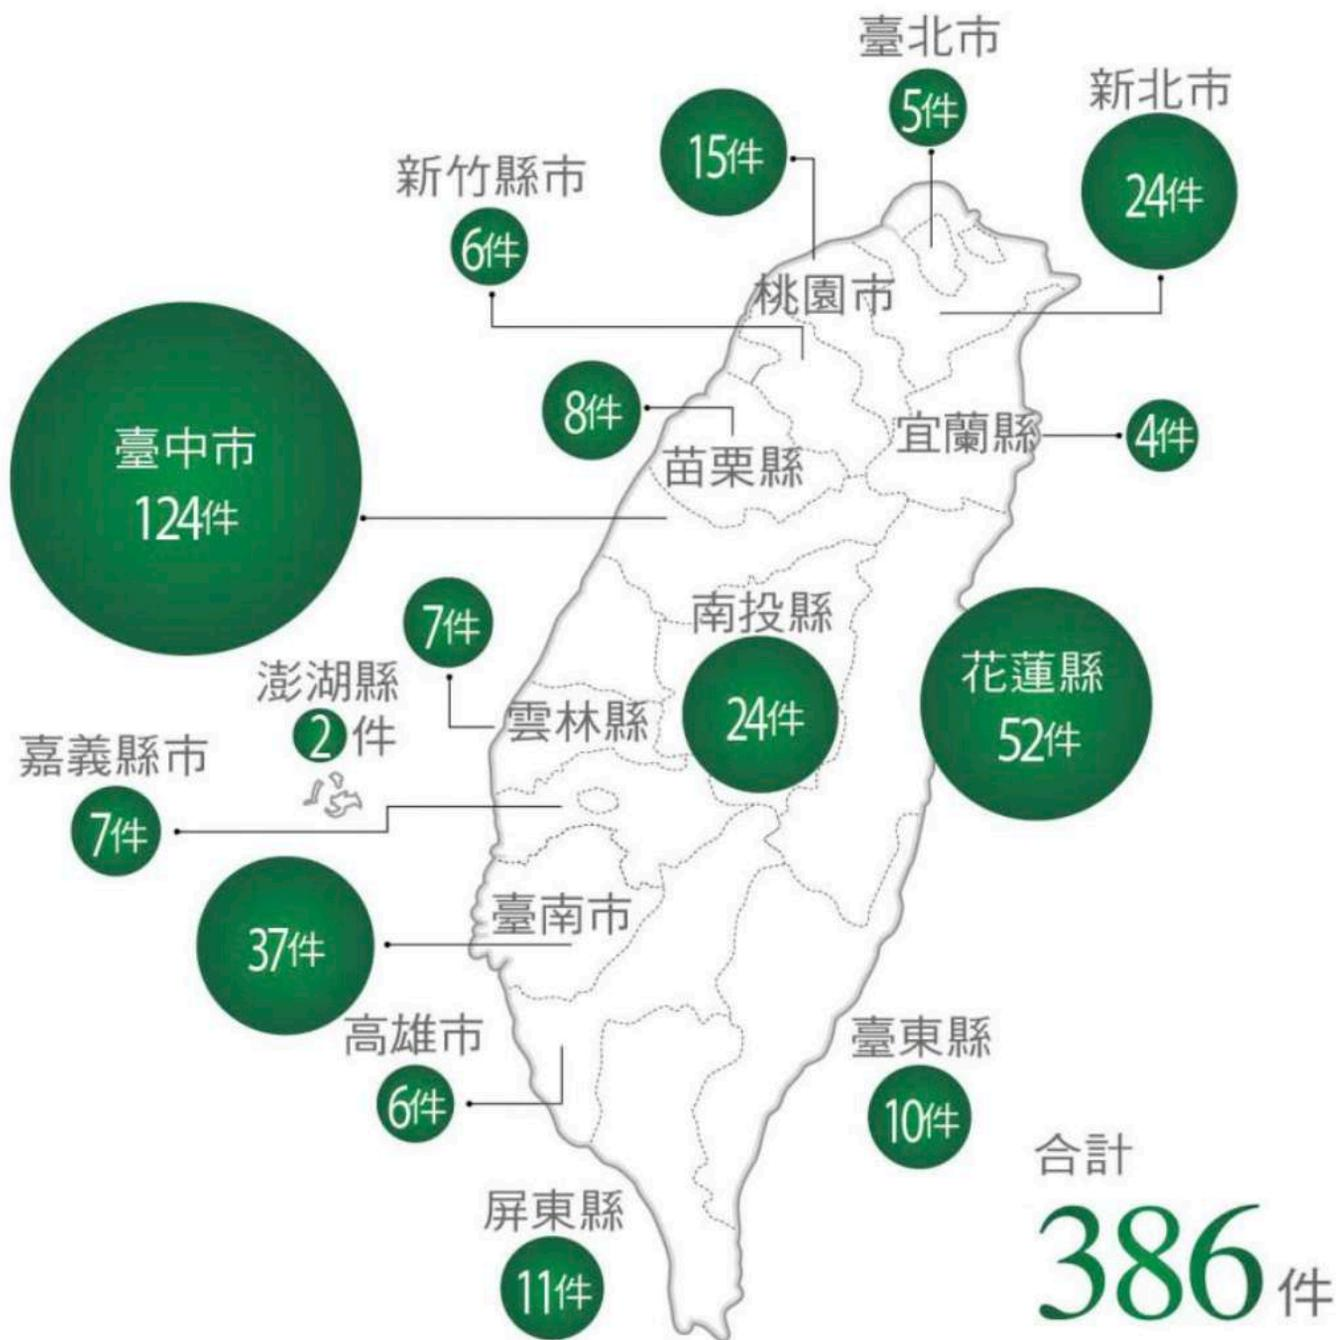 臺北市
5件
新北市
24件
15件
桃園市
新竹縣市
6件
8件
苗栗縣
宜蘭縣
4件
臺中市
124件
南投縣
24件
花蓮縣
52件
7件
雲林縣
澎湖縣
2件
嘉義縣市
7件
臺南市
37件
高雄市
6件
臺東縣
10件
屏東縣
11件
合計
386件